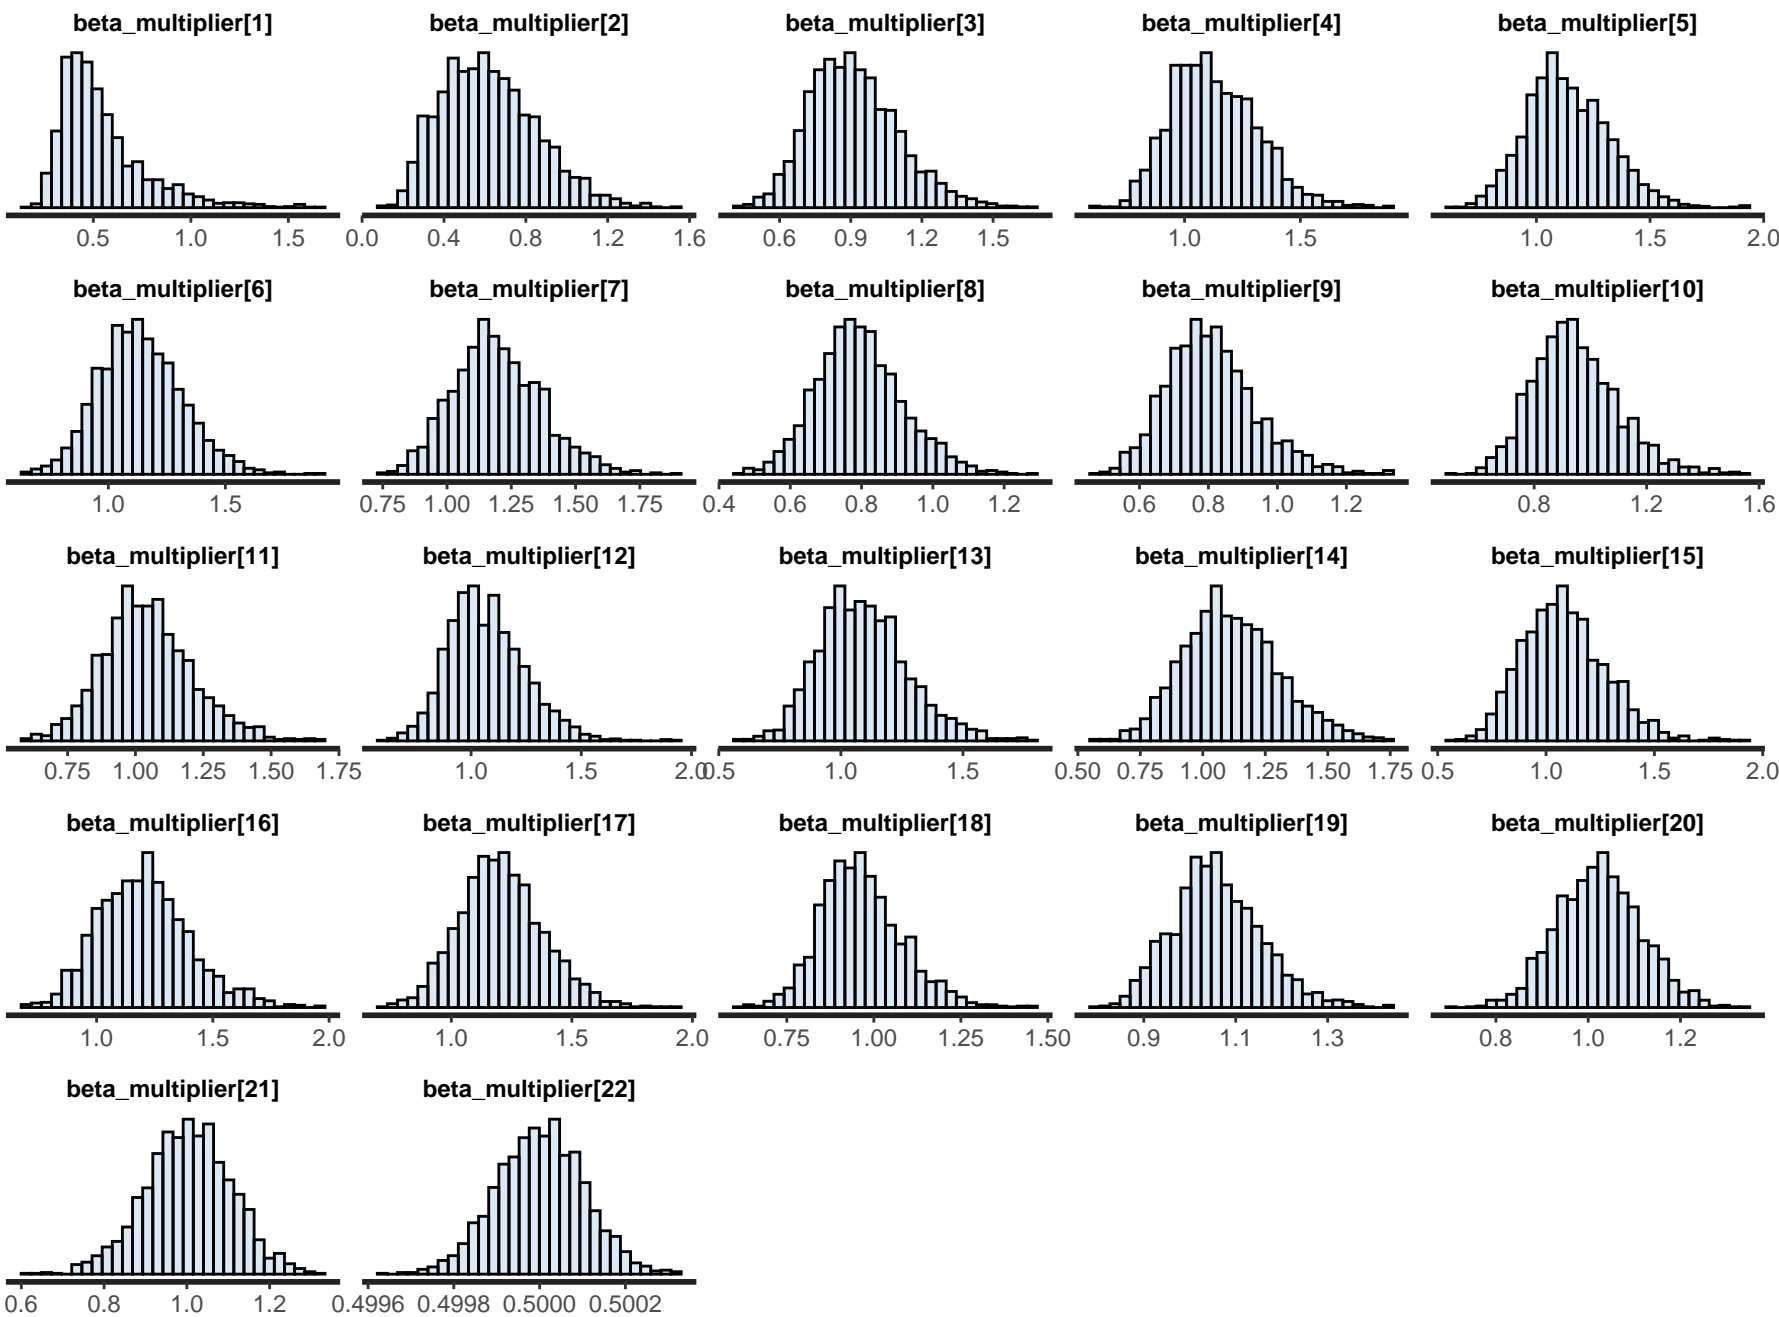 beta_multiplier[1] beta_multiplier[2] beta_multiplier[3] beta_multiplier[4] beta_multiplier[5]
0.5 1.0 1.5 0.0 0.4 0.8 1.2 1.6 0.6 0.9 1.2 1.5 1.0 1.5 1.0 1.5 2.0
beta_multiplier[6] beta_multiplier[7] beta_multiplier[8] beta_multiplier[9] beta_multiplier[10]
1.0 1.5 0.75 1.00 1.25 1.50 1.75 0.4 0.6 0.8 1.0 1.2 0.6 0.8 1.0 1.2 0.8 1.2 1.6
beta_multiplier[11] beta_multiplier[12] beta_multiplier[13] beta_multiplier[14] beta_multiplier[15]
0.75 1.00 1.25 1.50 1.75 1.0 1.5 2.0 0.5 1.0 1.5 0.50 0.75 1.00 1.25 1.50 1.75 0.5 1.0 1.5 2.0
beta_multiplier[16] beta_multiplier[17] beta_multiplier[18] beta_multiplier[19] beta_multiplier[20]
1.0 1.5 2.0 1.0 1.5 2.0 0.75 1.00 1.25 1.50 0.9 1.1 1.3 0.8 1.0 1.2
beta_multiplier[21] beta_multiplier[22]
0.6 0.8 1.0 1.2 0.4996 0.4998 0.5000 0.5002